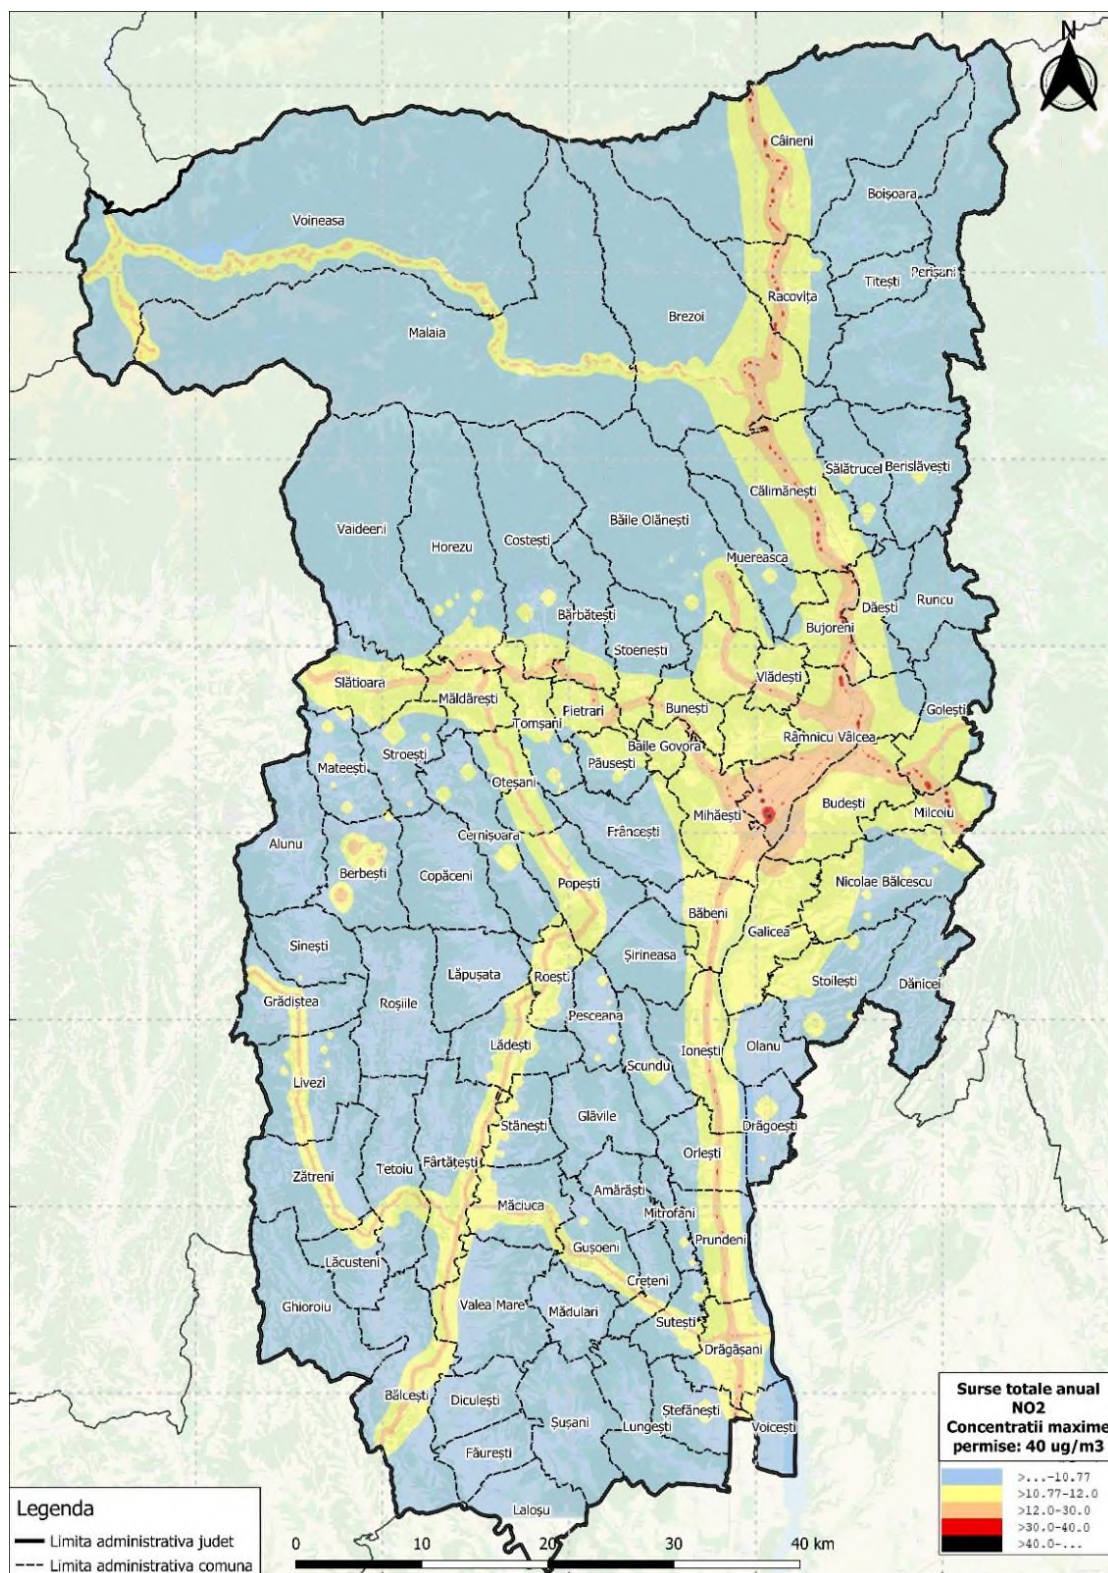 N
Câineni
Boișoara
Voineasa
Titești
Perișani
Racovița
Brezoi
Malaia
Sălătrucel
Berislăvești
Călimănești
Băile Olănești
Vaideeni
Costești
Horezu
Muereasca
Runcu
Dăești
Bărbătești
Bujoreni
Stoenești
Vlădești
Slătioara
Măldărești
Pietrari
Bunești
Golești
Tomșani
Râmnicu Vâlcea
Băile Govora
Stroești
Mateești
Păusești
Oteșani
Budești
Mihăești
Milcoiu
Frâncești
Cernișoara
Alunu
Berbești
Copăceni
Popești
Nicolae Bălcescu
Băbeni
Galicea
Sinești
Șirineasa
Lăpușata
Roești
Stoilești
Dănicei
Grădiștea
Roșiile
Pesceana
Lădești
Ionești
Olanu
Scundu
Livezi
Glăvile
Stănești
Drăgoești
Orlești
Zătreni
Tetoiu
Fârtățești
Amărăști
Măciuca
Mitrofani
Gușoeni
Prundeni
Lăcusteni
Crețeni
Ghioroiu
Valea Mare
Mădulari
Sutești
Drăgășani
Bălcești
Diculești
Ștefănești
Șușani
Lungești
Voicești
Făurești
Laloșu
Surse totale anual
NO2
Concentratii maxime
permise: 40 ug/m3
>...-10.77
>10.77-12.0
>12.0-30.0
>30.0-40.0
>40.0-...
Legenda
Limita administrativa judet
Limita administrativa comuna
0 10 20 30 40 km